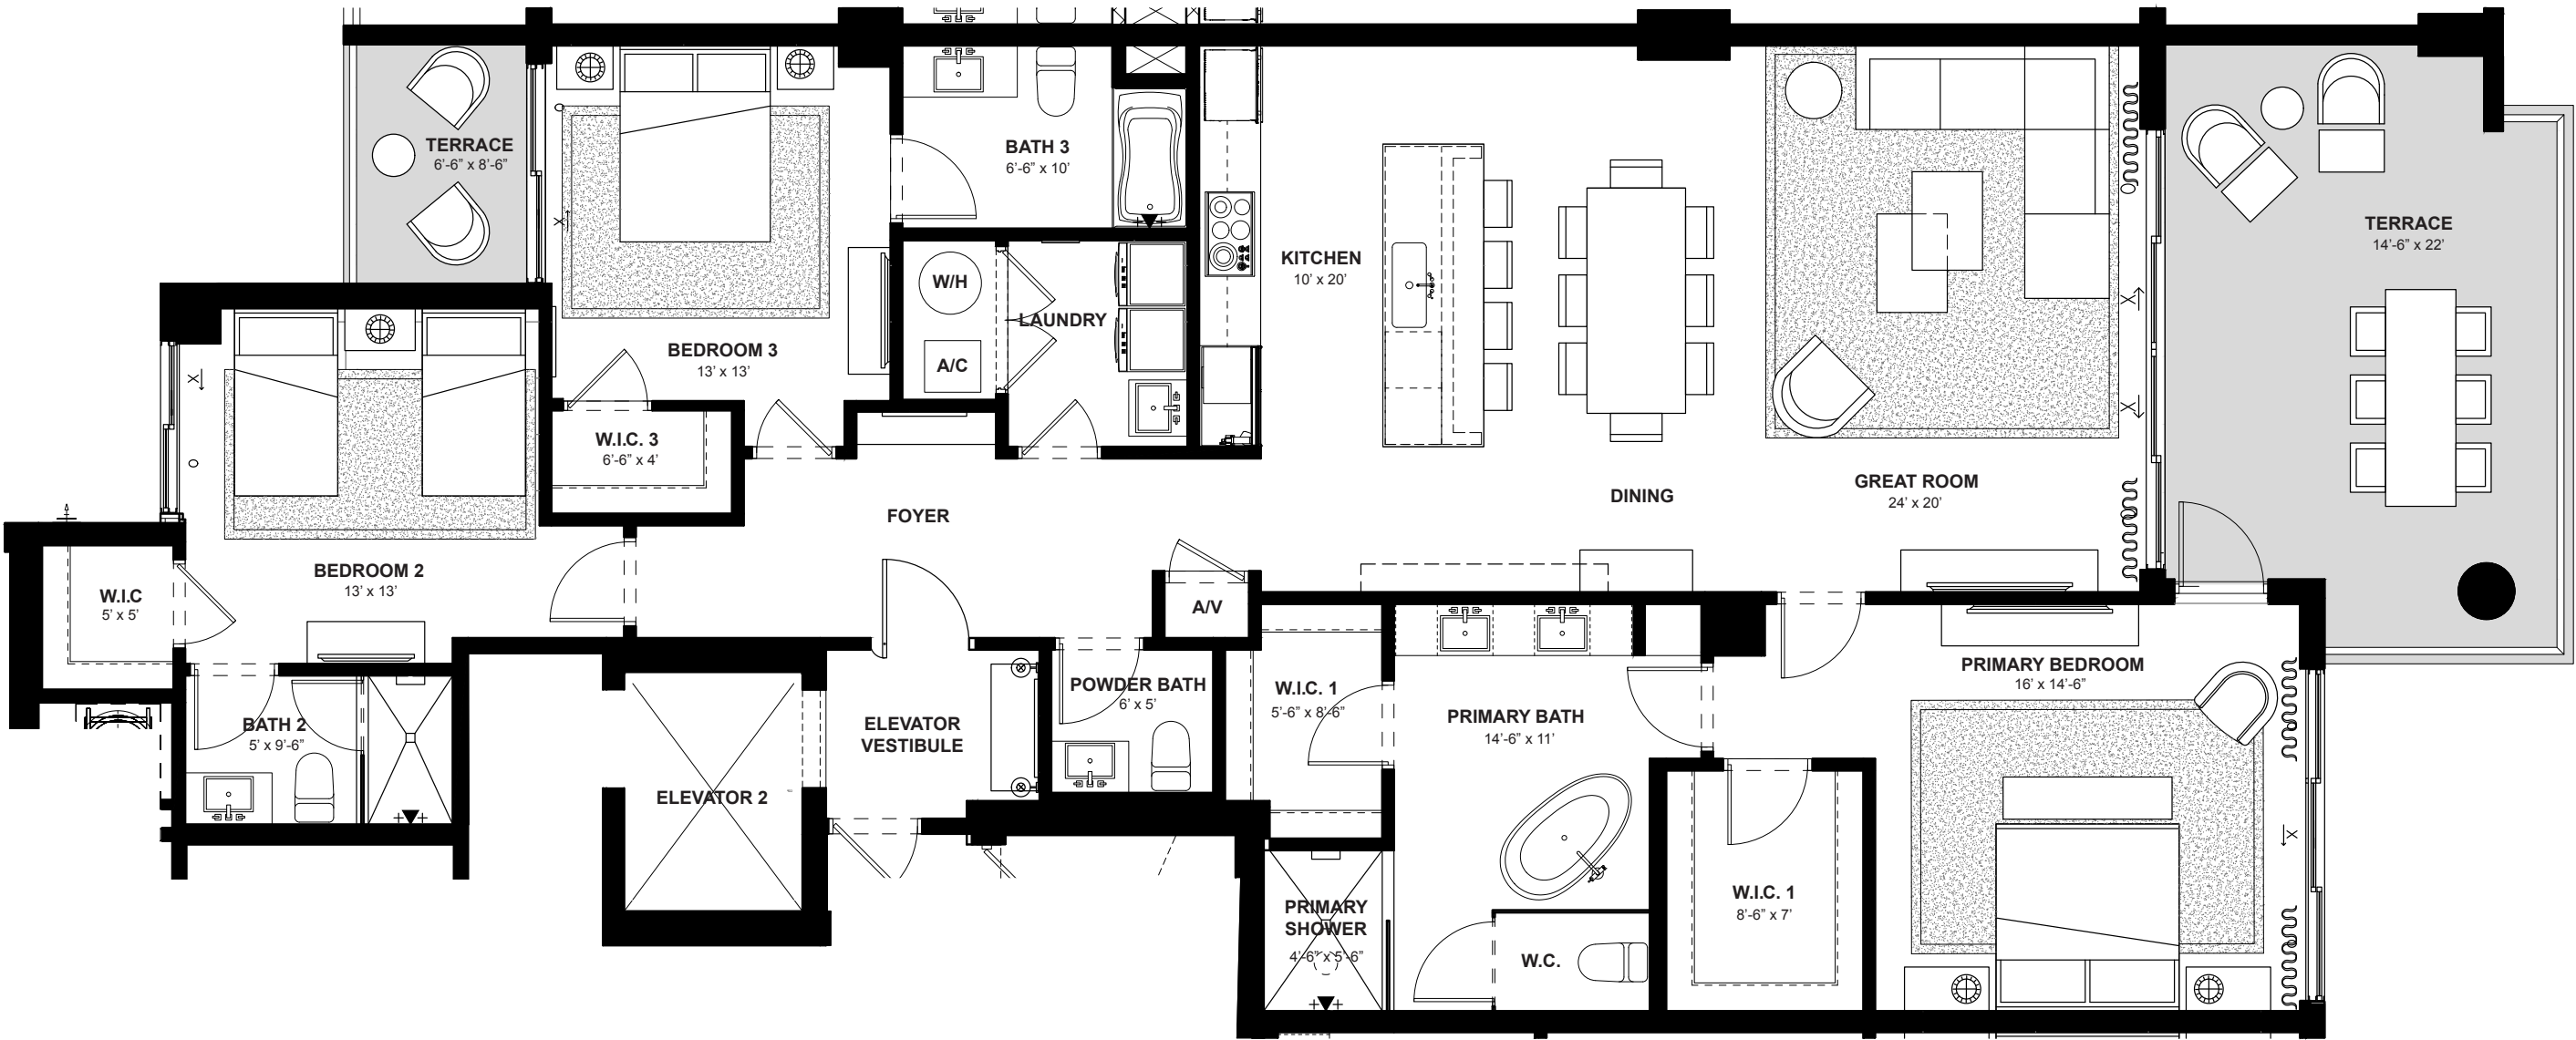 TERRACE
6'-6” x 8'-6”
BATH 3
6'-6” x 10'
TERRACE
14'-6” x 22'
KITCHEN
10' x 20'
W/H
LAUNDRY
A/C
BEDROOM 3
13' x 13'
X
X
X
X
W.I.C. 3
6'-6” x 4'
GREAT ROOM
24' x 20'
DINING
FOYER
BEDROOM 2
13' x 13'
W.I.C
5' x 5'
A/V
PRIMARY BEDROOM
16' x 14'-6”
POWDER BATH
6' x 5'
W.I.C. 1
5'-6” x 8'-6”
PRIMARY BATH
14'-6” x 11'
BATH 2
5' x 9'-6”
ELEVATOR
VESTIBULE
ELEVATOR 2
X
W.I.C. 1
8'-6” x 7'
PRIMARY
SHOWER
4'-6” x 5'-6”
W.C.